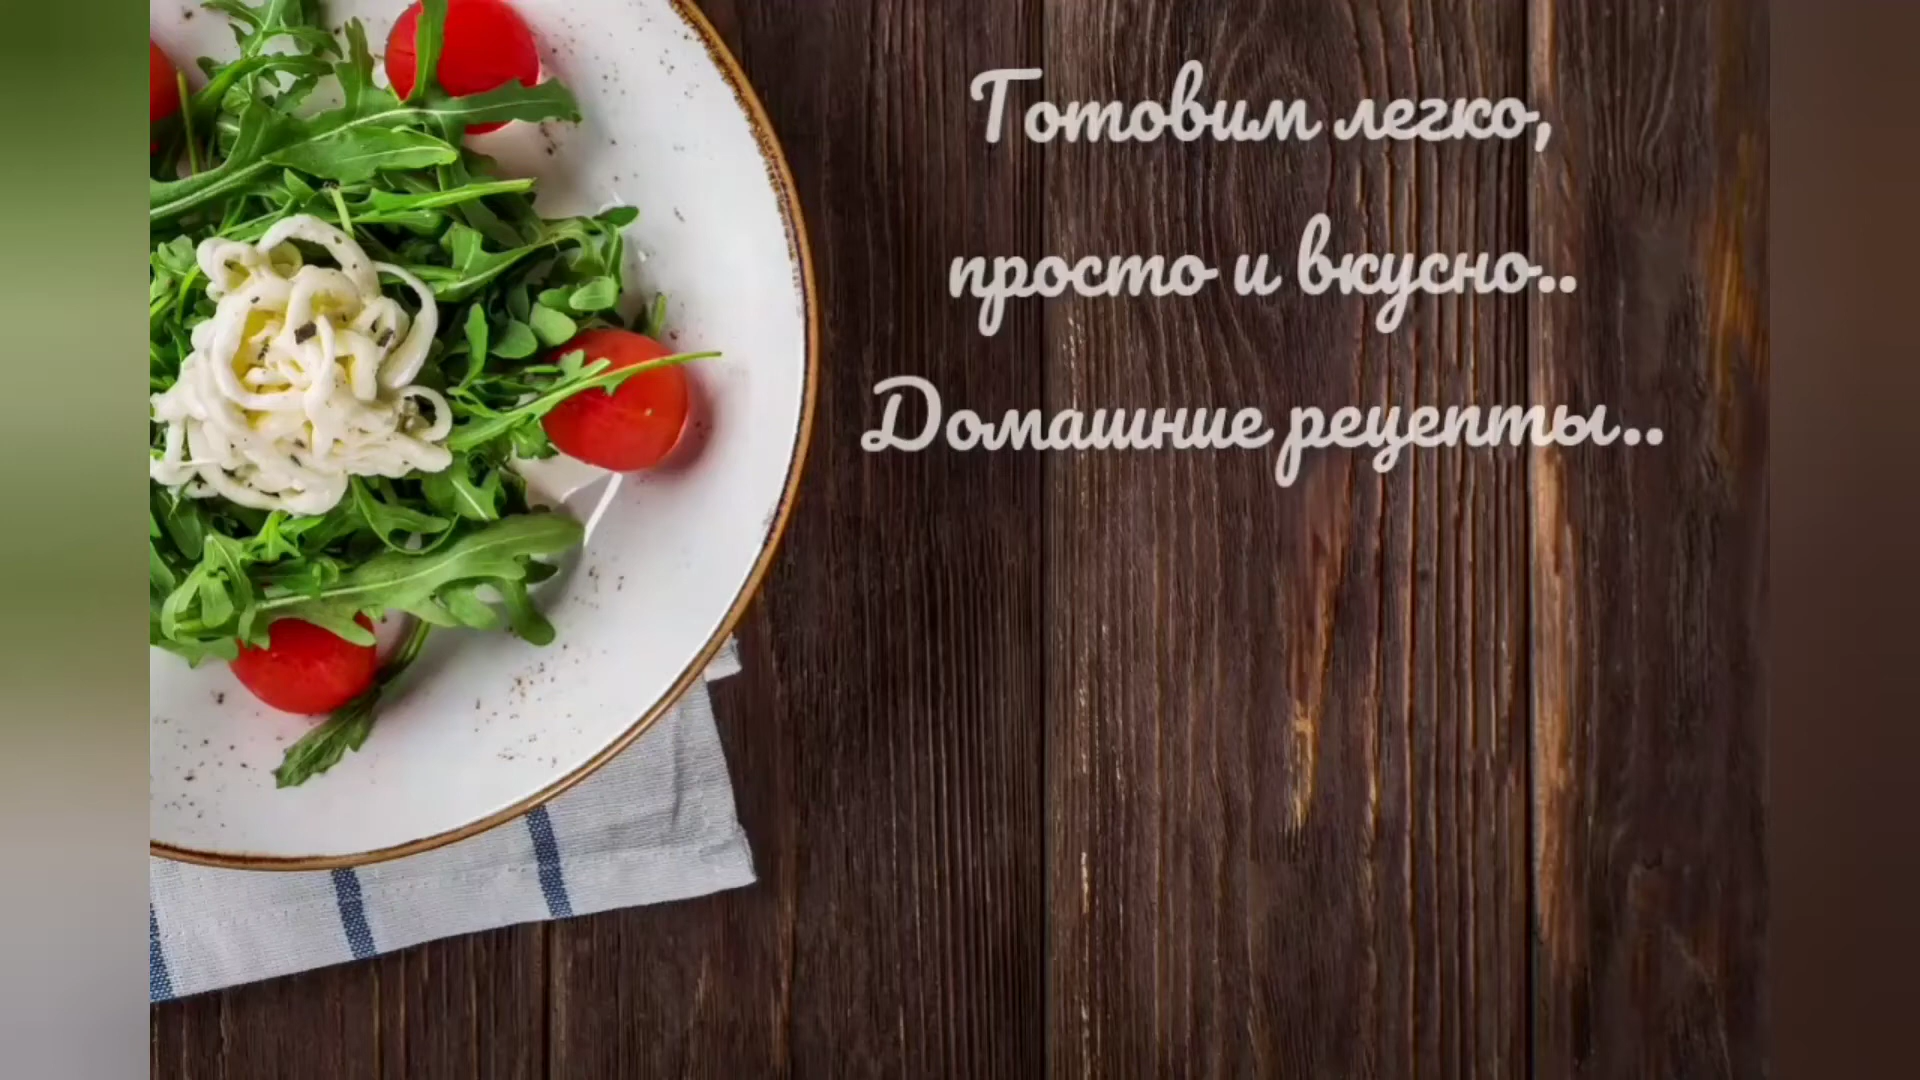 Готовим легко,
просто и вкусно..
Домашние рецепты..